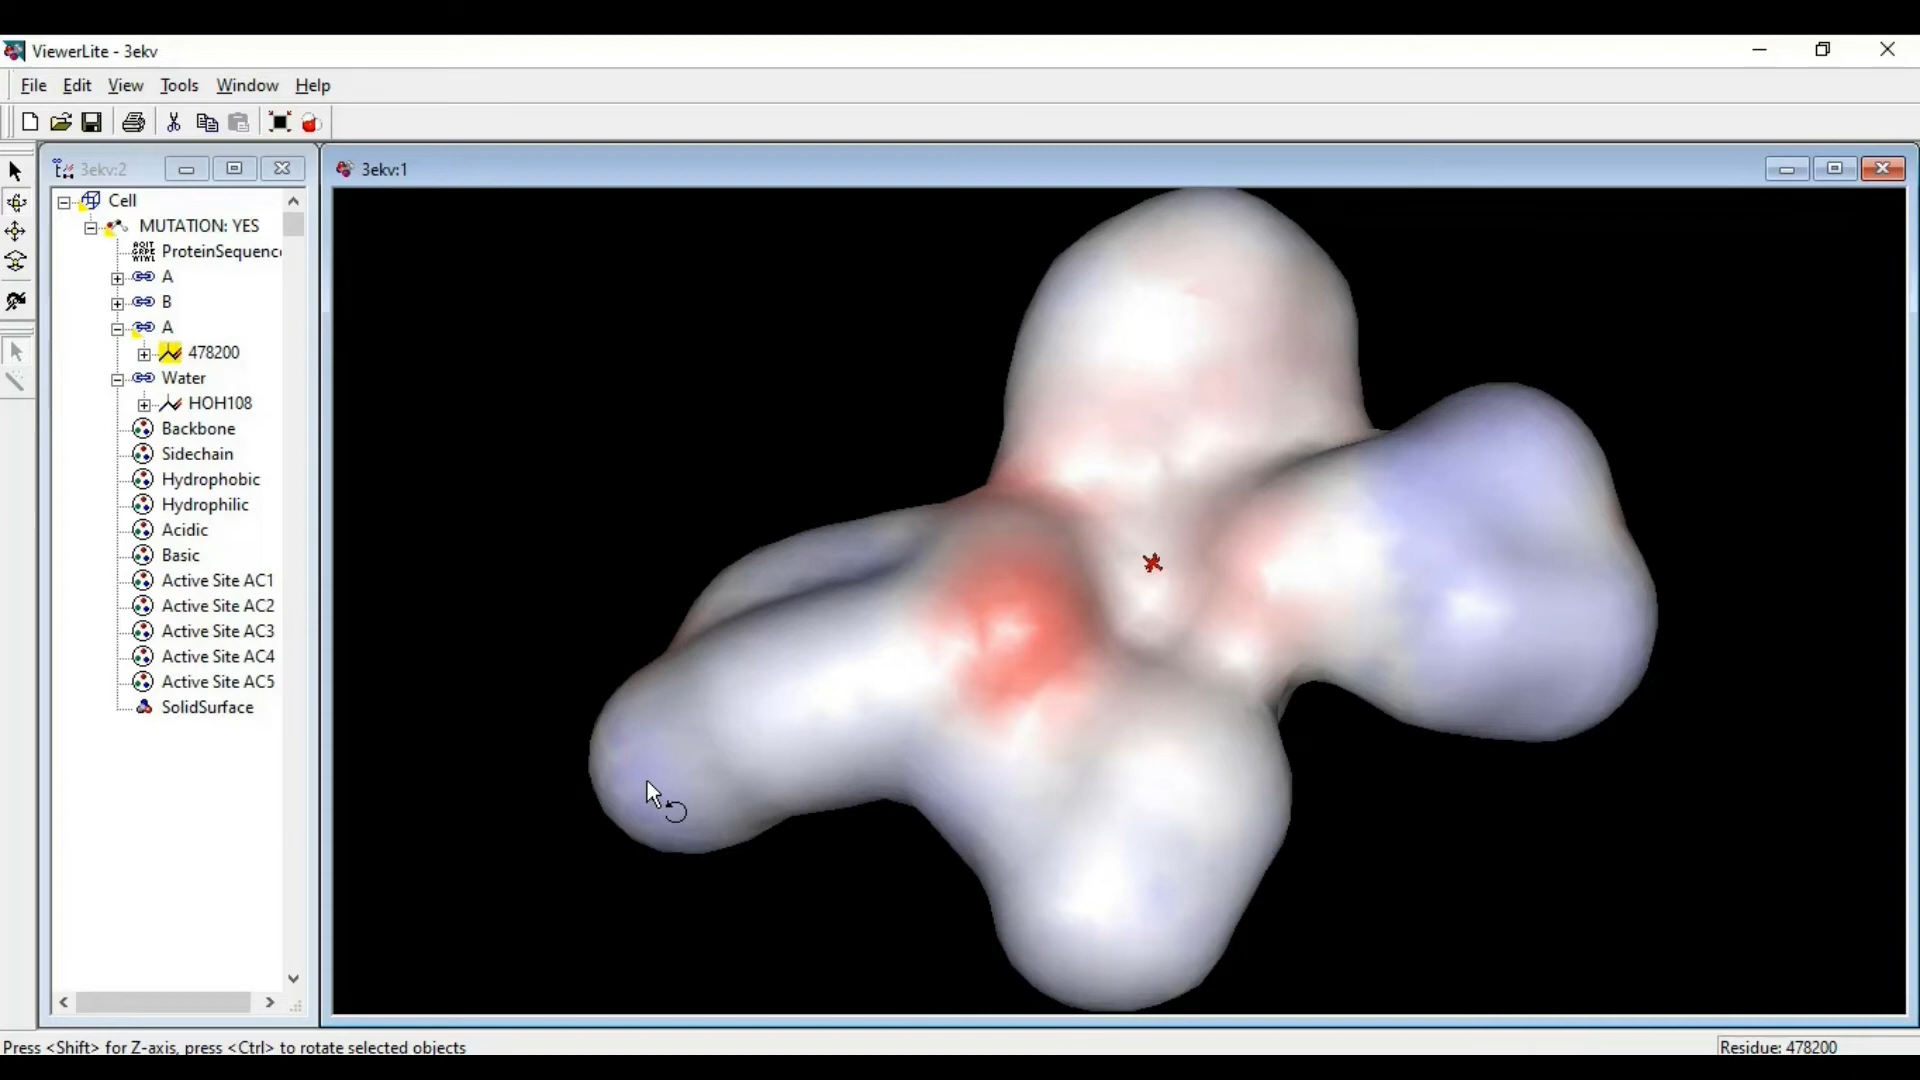 ViewerLite - 3ekv
File Edit View Tools Window Help
3ekv:2
Cell
MUTATION: YES
ProteinSequenc
A
B
A
478200
Water
HOH108
Backbone
Sidechain
Hydrophobic
Hydrophilic
Acidic
Basic
Active Site AC1
Active Site AC2
Active Site AC3
Active Site AC4
Active Site AC5
SolidSurface
3ekv:1
Press <Shift> for Z-axis, press <Ctrl> to rotate selected objects
Residue: 478200